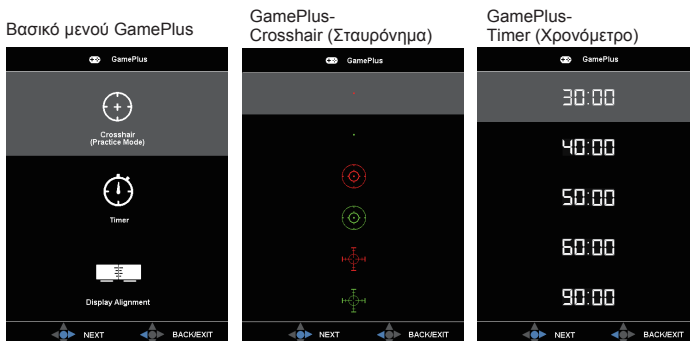 Βασικό μενού GamePlus
GamePlus
Crosshair
(Practice Mode)
Timer
Display Alignment
NEXT
BACK/EXIT
GamePlus-
Crosshair (Σταυρόνημα)
GamePlus
NEXT
BACK/EXIT
GamePlus-
Timer (Χρονόμετρο)
GamePlus
30:00
40:00
50:00
60:00
90:00
NEXT
BACK/EXIT